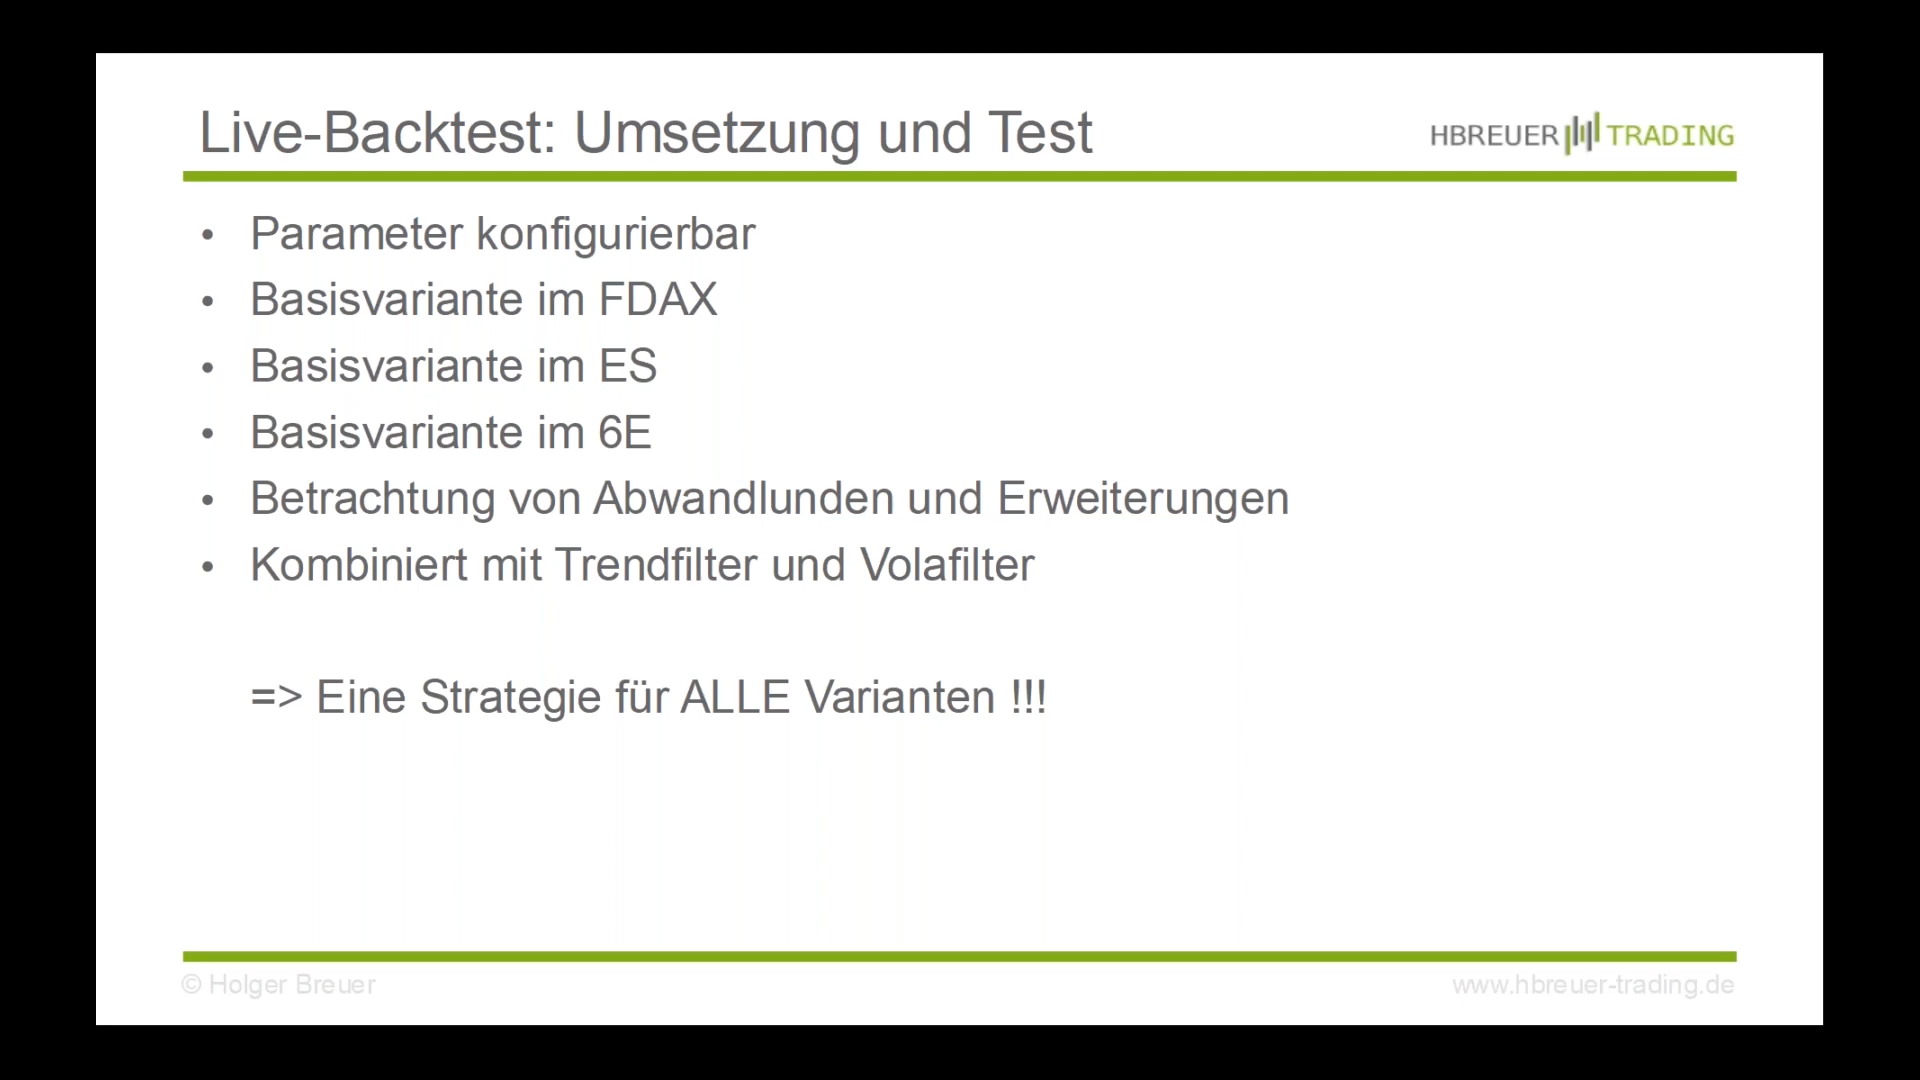 Live-Backtest: Umsetzung und Test
HBREUER TRADING
• Parameter konfigurierbar
• Basisvariante im FDAX
• Basisvariante im ES
• Basisvariante im 6E
• Betrachtung von Abwandlunden und Erweiterungen
• Kombiniert mit Trendfilter und Volafilter
=> Eine Strategie für ALLE Varianten !!!
© Holger Breuer
www.hbreuer-trading.de